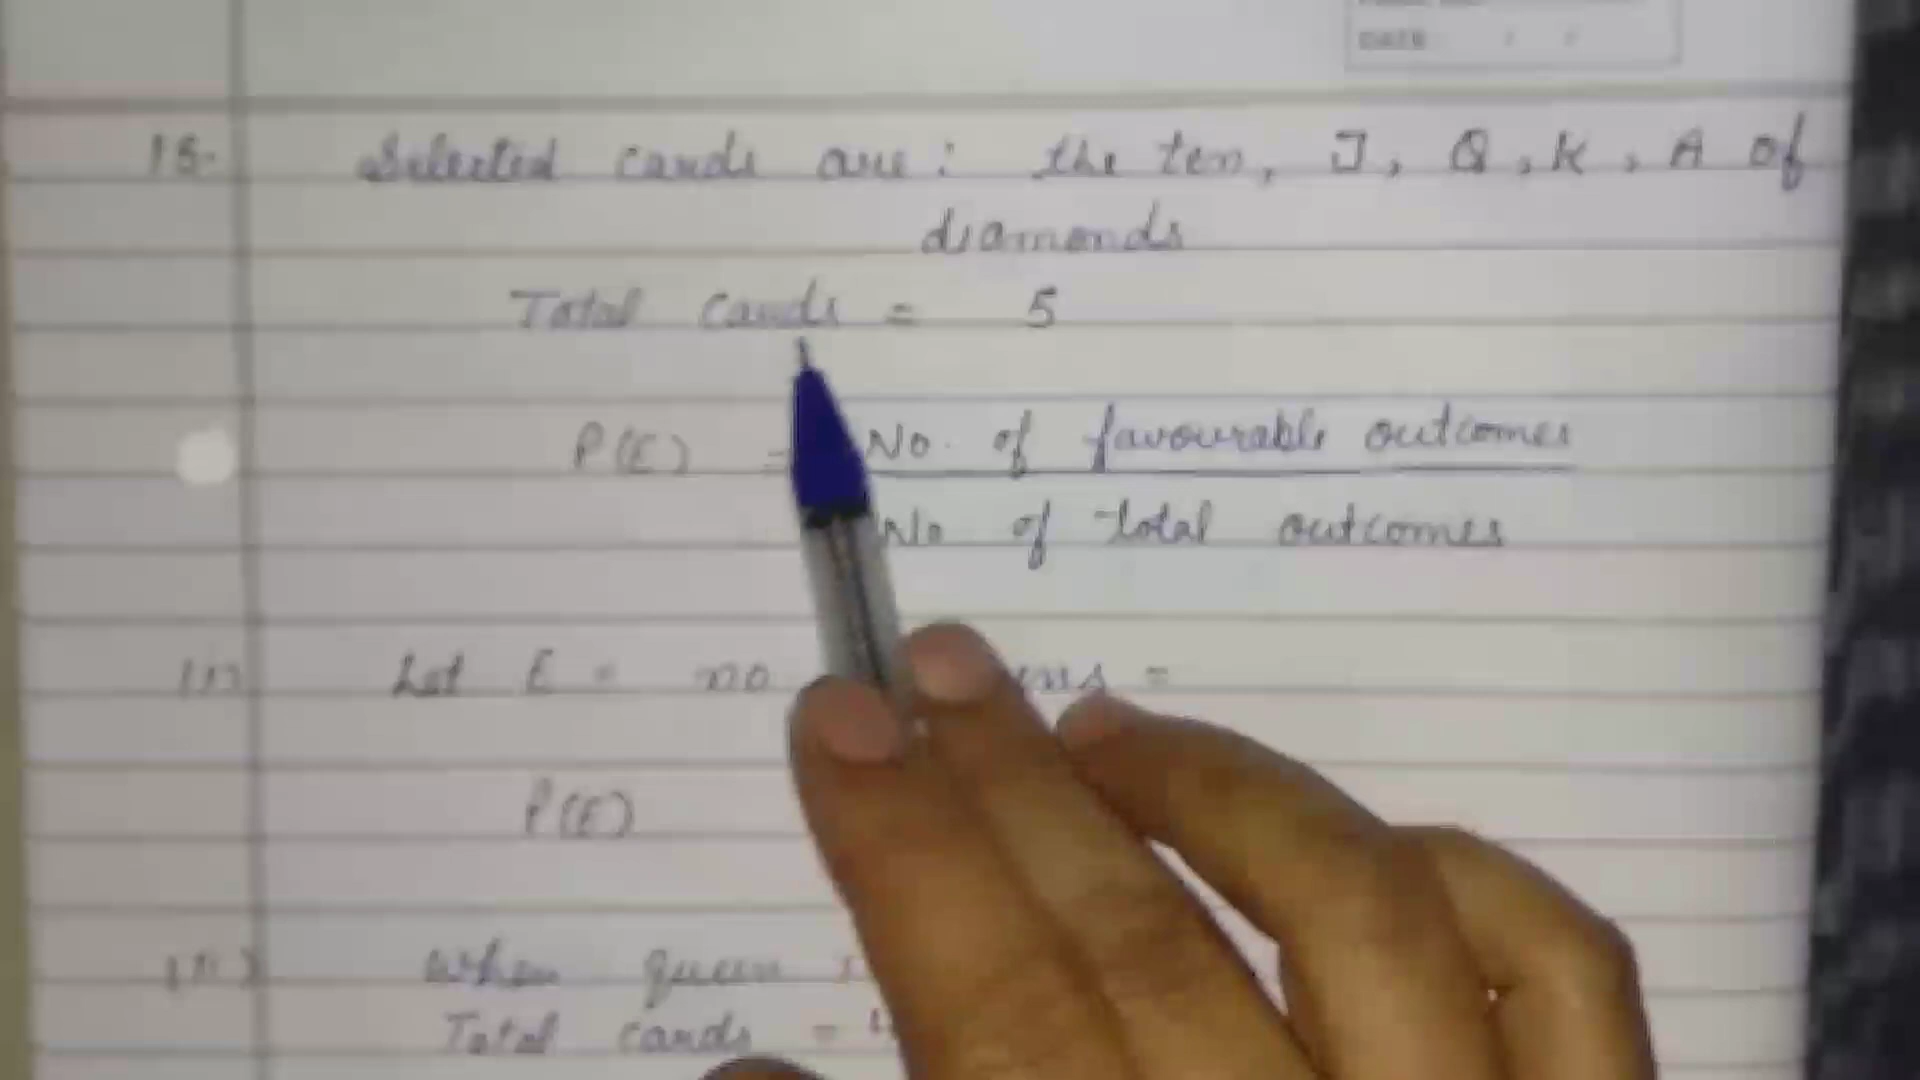 DATE / /
15. Selected cards are: the ten, J, Q, K, A of
diamonds
Total cards = 5
P(E) = No. of favourable outcomes
No of total outcomes
(i) Let E = no =
P(E)
(ii) When queen
Total cards =